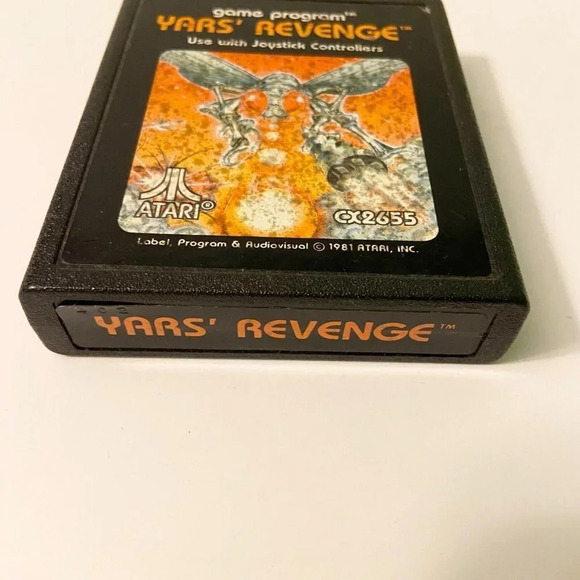 game program™
YARS' REVENGE™
Use with Joystick Controllers
ATARI®
CX2655
Label, Program & Audiovisual © 1981 ATARI, INC.
YARS' REVENGE™